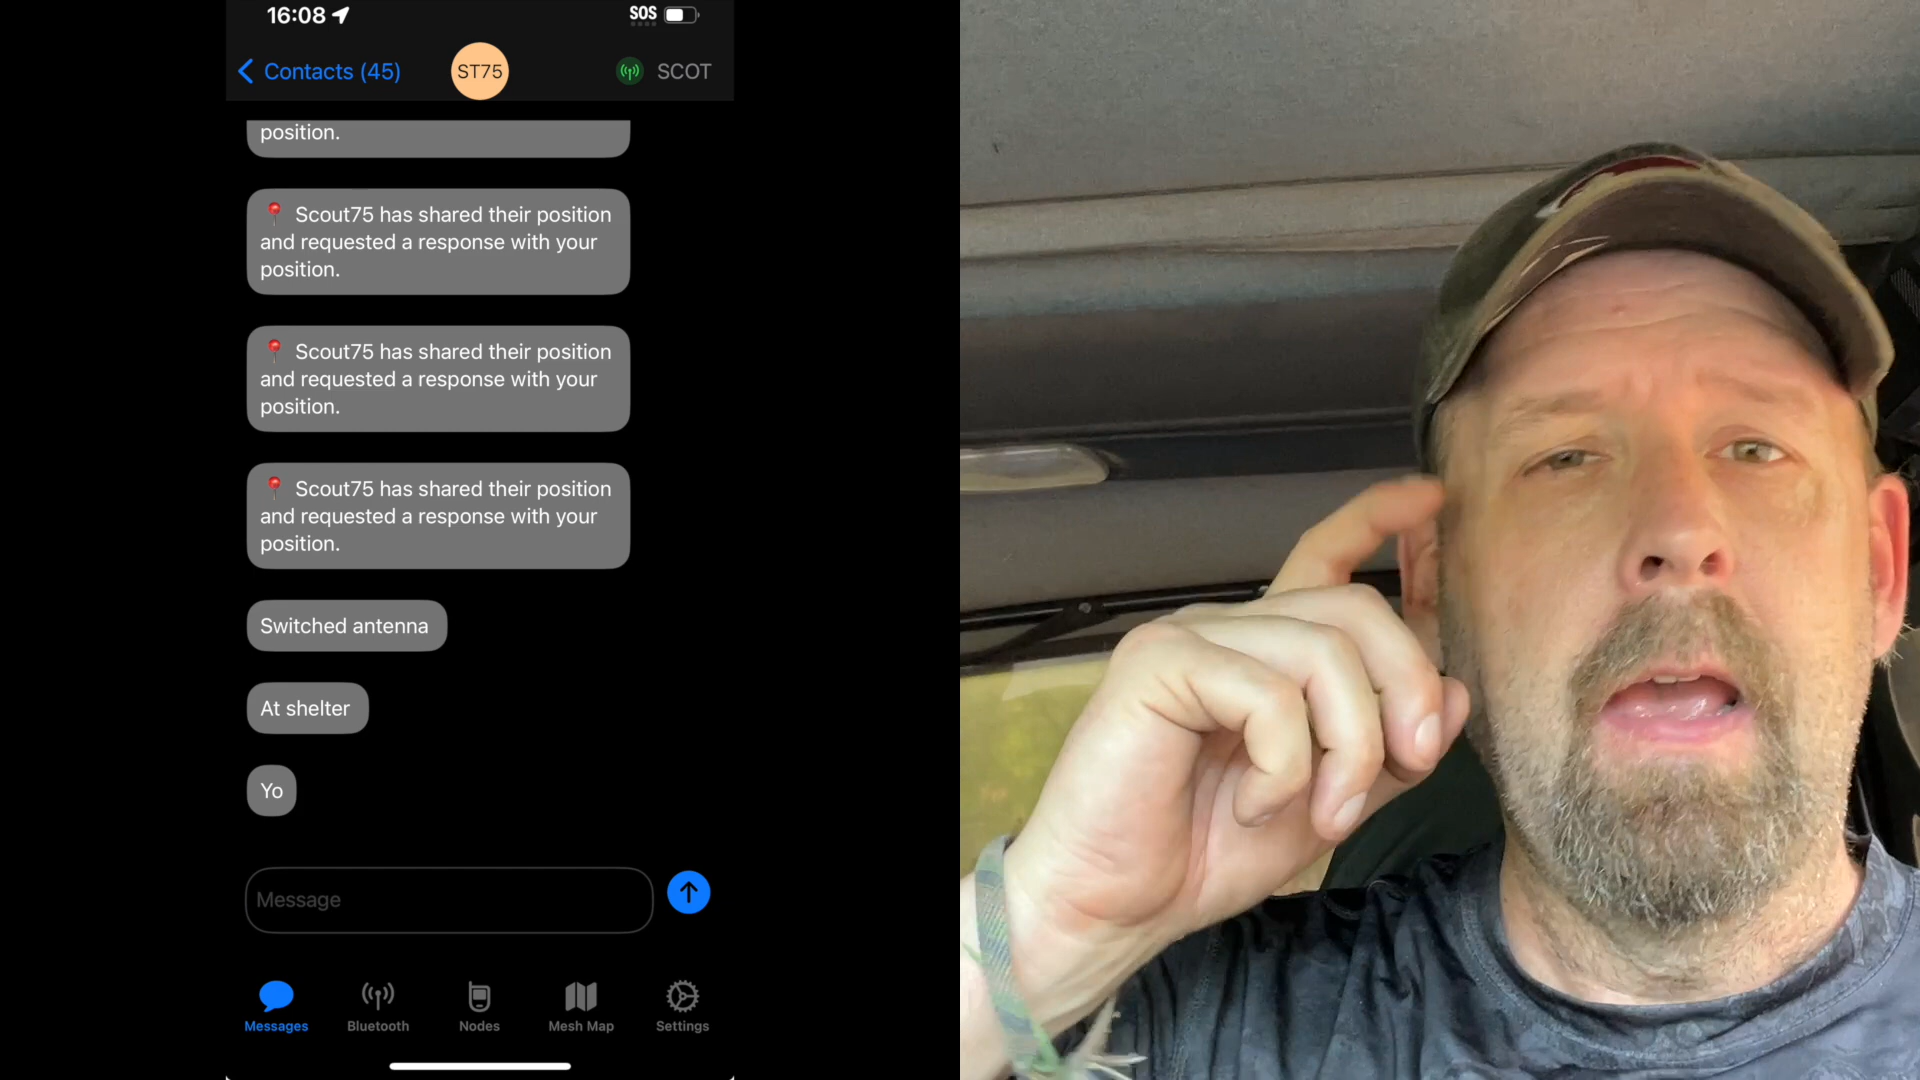 16:08
SOS
Contacts (45)
ST75
SCOT
position.
Scout75 has shared their position
and requested a response with your
position.
Scout75 has shared their position
and requested a response with your
position.
Scout75 has shared their position
and requested a response with your
position.
Switched antenna
At shelter
Yo
Message
Messages
Bluetooth
Nodes
Mesh Map
Settings